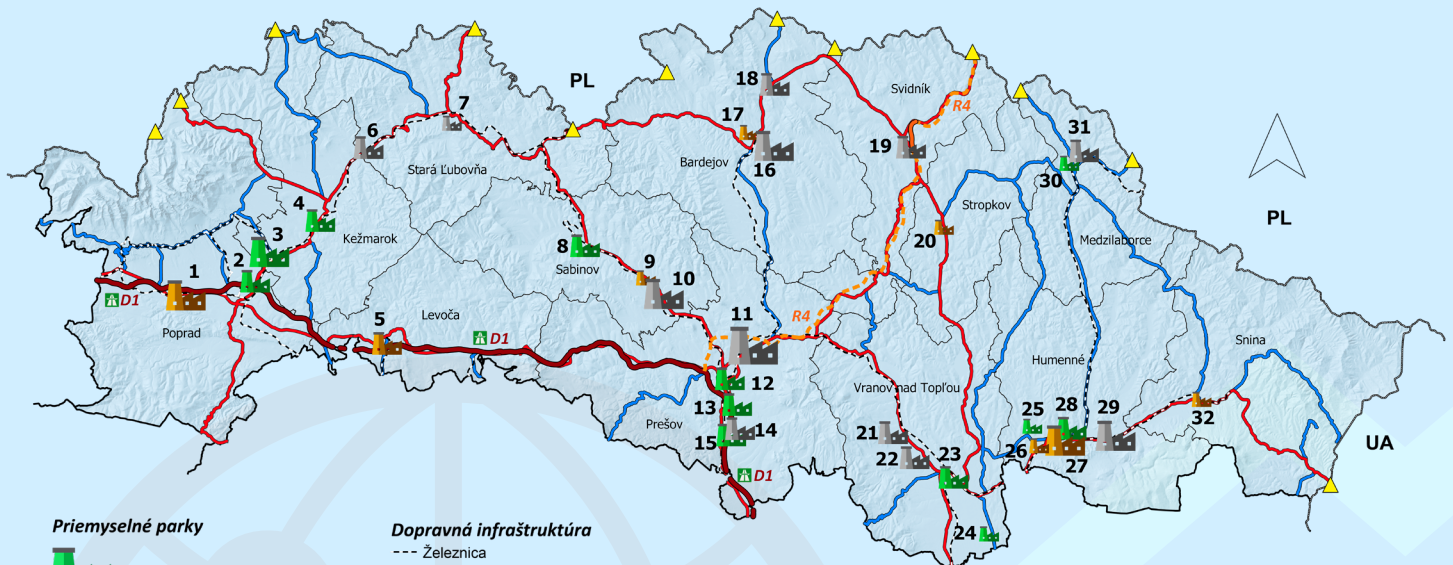 PL
18
Svidník
7
R4
17
31
6
19
Bardejov
16
Stará Ľubovňa
30
4
Stropkov
PL
Kežmarok
3
20
Medzilaborce
8
2
Sabinov
9
10
1
D1
Levoča
11
R4
Poprad
5
D1
Snina
Humenné
12
Vranov nad Topľou
32
13
Prešov
25
28
29
14
21
15
26
UA
22
23
27
D1
24
Priemyselné parky
Dopravná infraštruktúra
Železnica